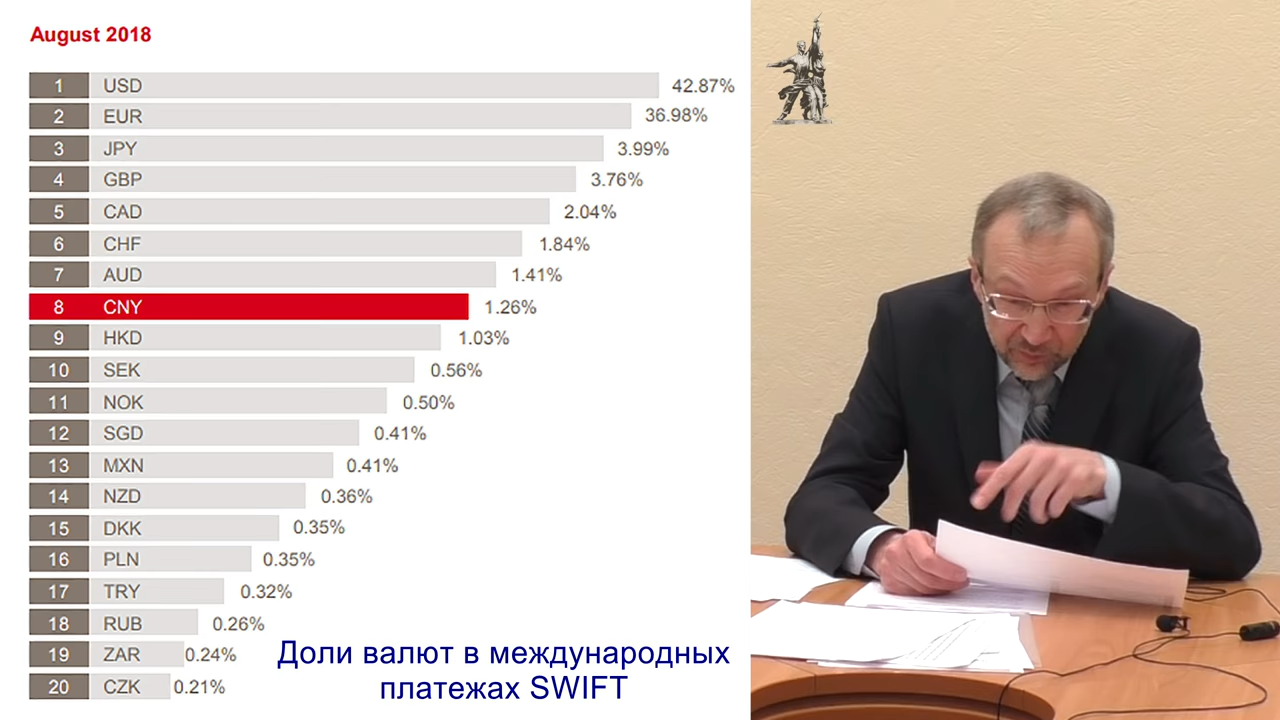 August 2018
1 USD 42.87%
2 EUR 36.98%
3 JPY 3.99%
4 GBP 3.76%
5 CAD 2.04%
6 CHF 1.84%
7 AUD 1.41%
8 CNY 1.26%
9 HKD 1.03%
10 SEK 0.56%
11 NOK 0.50%
12 SGD 0.41%
13 MXN 0.41%
14 NZD 0.36%
15 DKK 0.35%
16 PLN 0.35%
17 TRY 0.32%
18 RUB 0.26%
19 ZAR 0.24%
20 CZK 0.21%
Доли валют в международных
платежах SWIFT